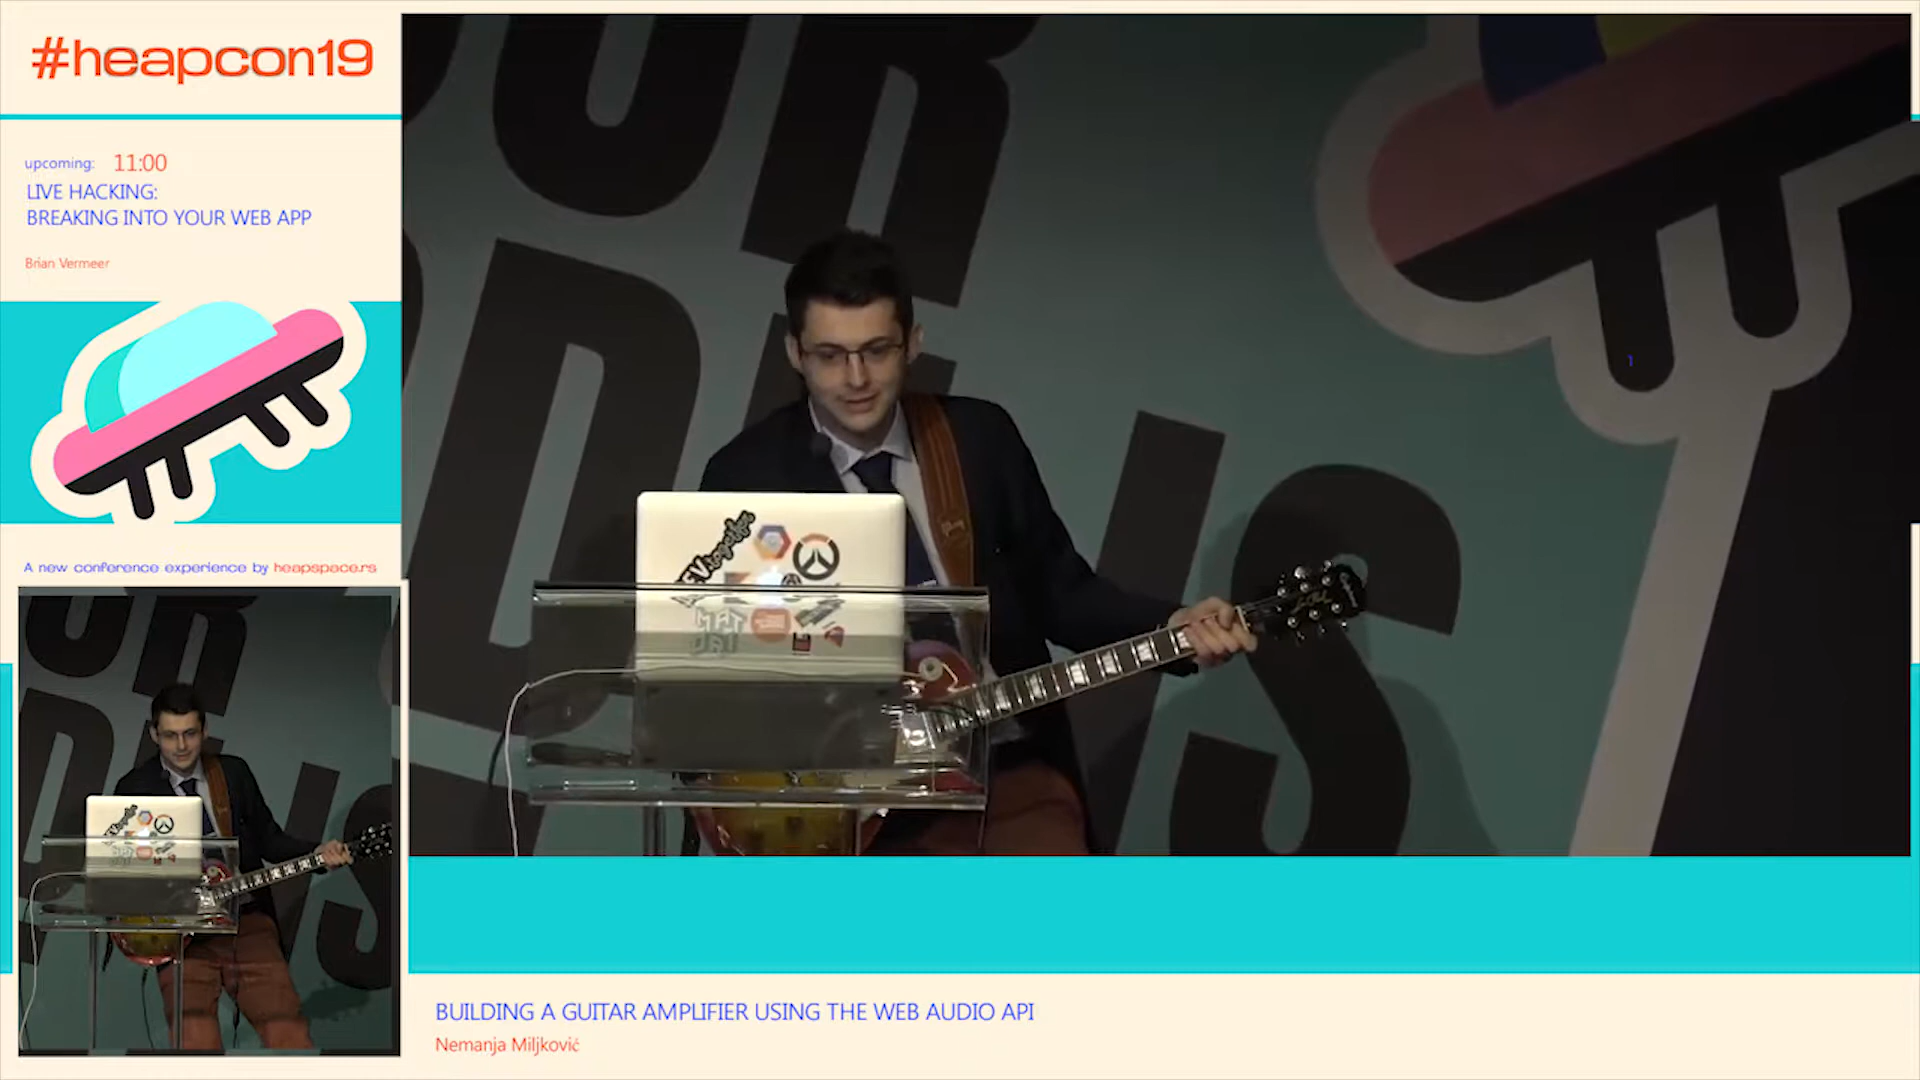 #heapcon19
upcoming: 11:00
LIVE HACKING:
BREAKING INTO YOUR WEB APP
Brian Vermeer
A new conference experience by heapspace.rs
1
BUILDING A GUITAR AMPLIFIER USING THE WEB AUDIO API
Nemanja Miljković